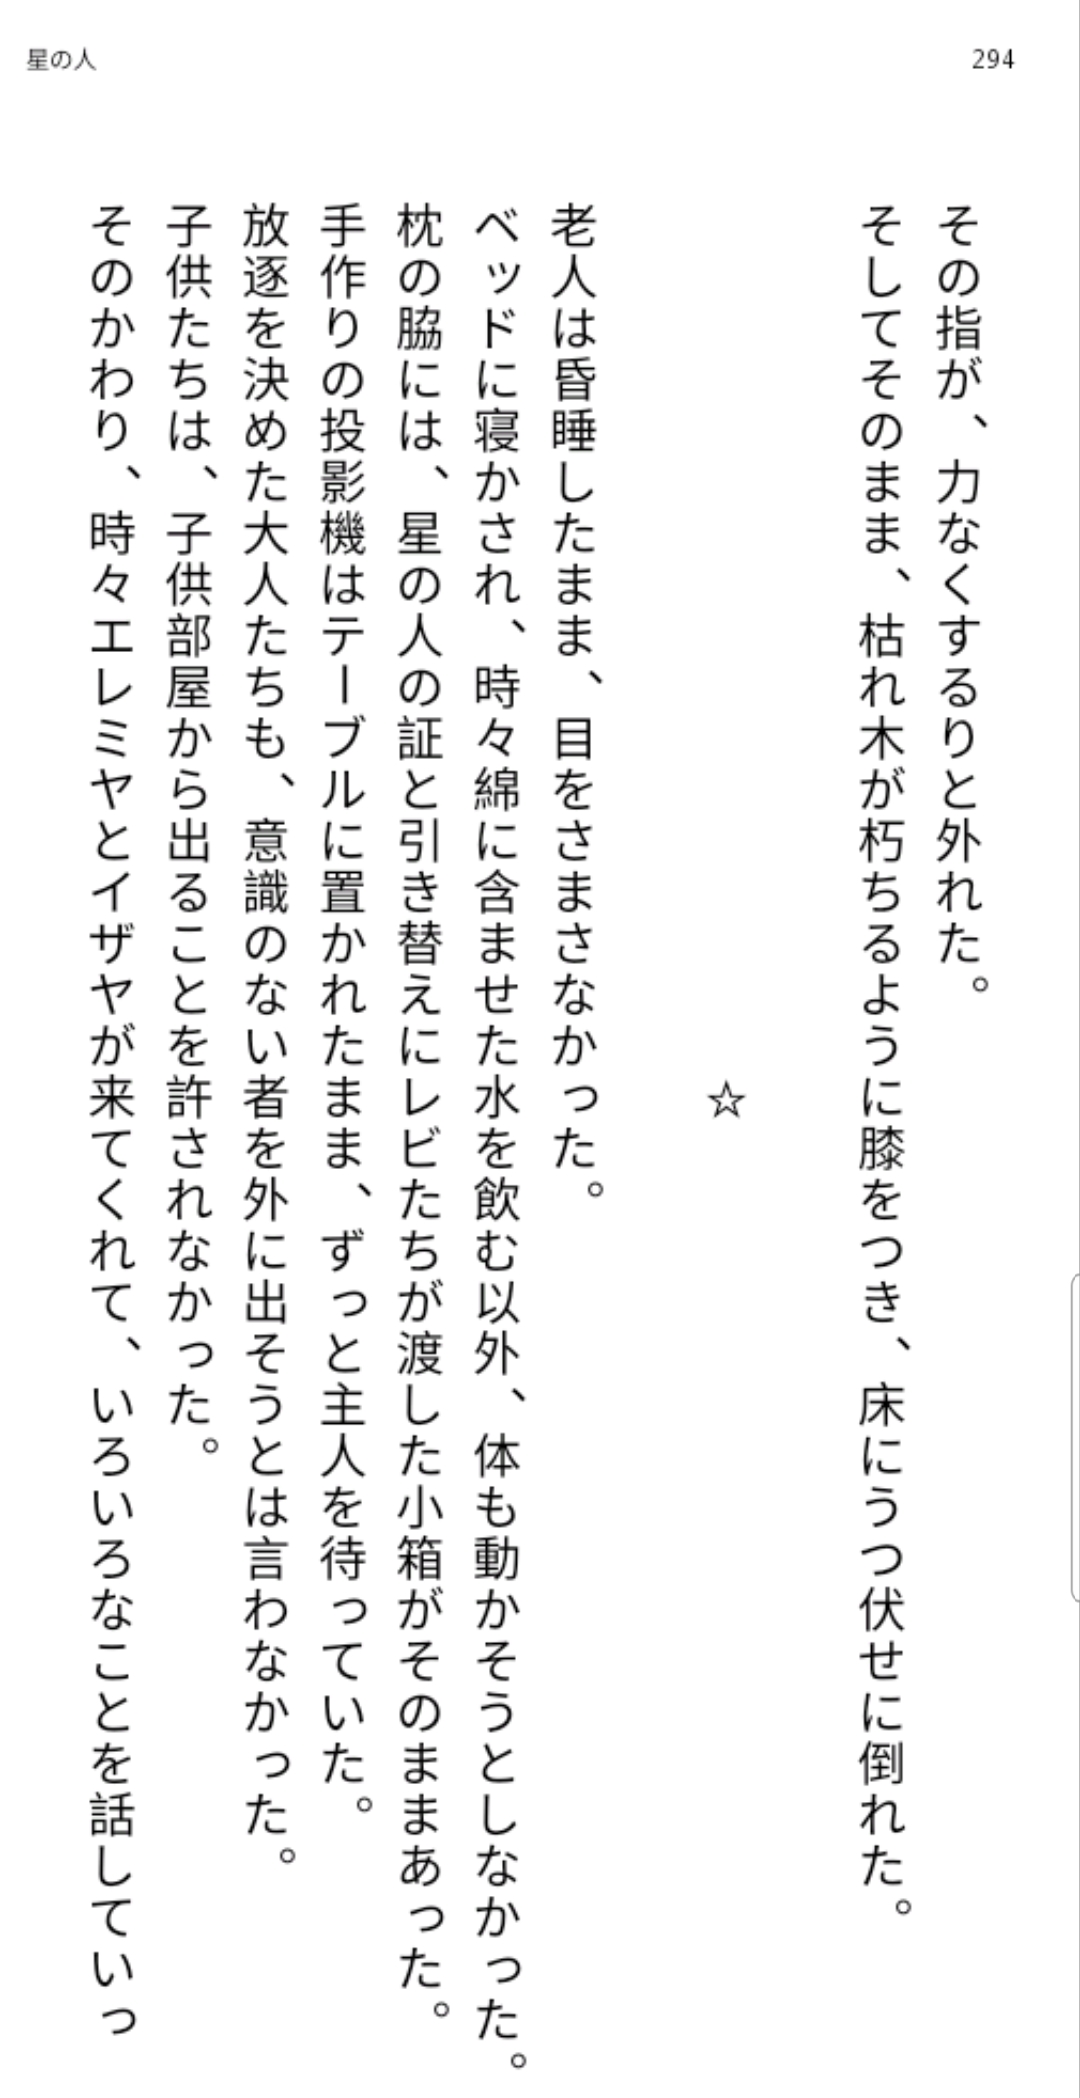 星の人
294
その指が、力なくするりと外れた。
そしてそのまま、枯れ木が朽ちるように膝をつき、床にうつ伏せに倒れた。
☆
老人は昏睡したまま、目をさまさなかった。
ベッドに寝かされ、時々綿に含ませた水を飲む以外、体も動かそうとしなかった。
枕の脇には、星の人の証と引き替えにレビたちが渡した小箱がそのままあった。
手作りの投影機はテーブルに置かれたまま、ずっと主人を待っていた。
放逐を決めた大人たちも、意識のない者を外に出そうとは言わなかった。
子供たちは、子供部屋から出ることを許されなかった。
そのかわり、時々エレミヤとイザヤが来てくれて、いろいろなことを話していっ